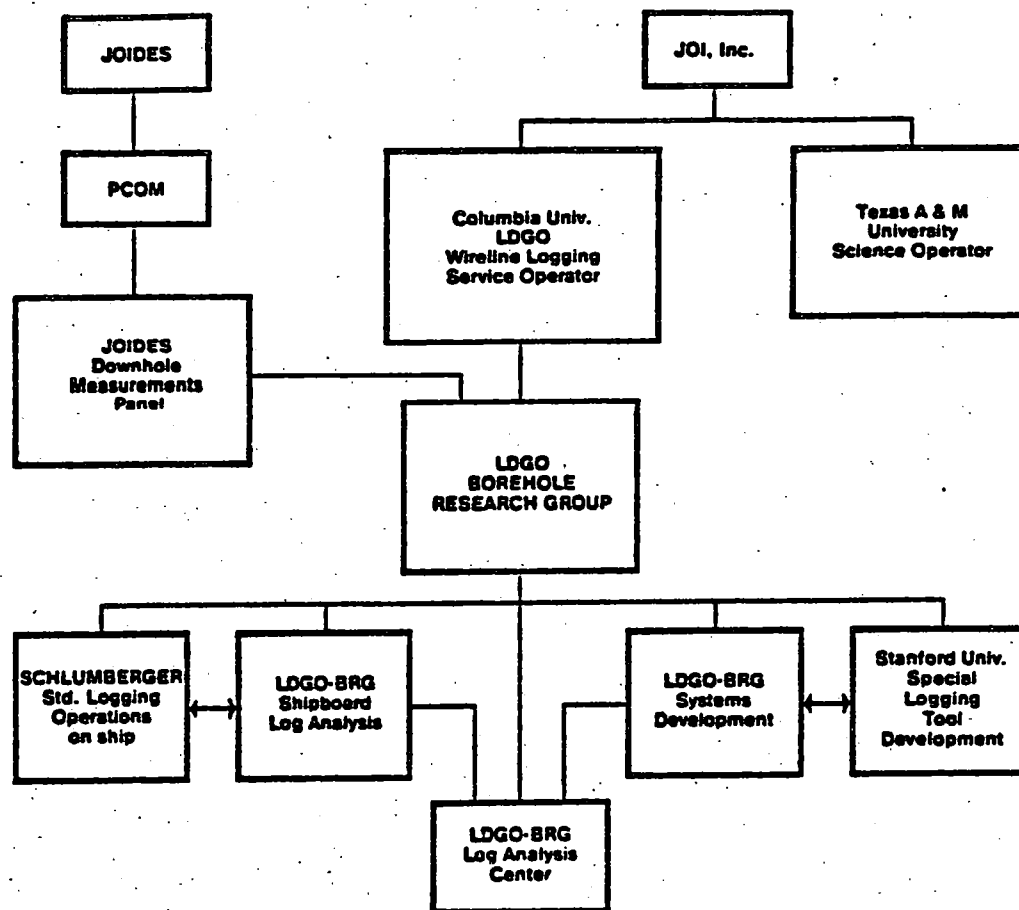 JOIDES
JOI, Inc.
PCOM
Columbia Univ.
LDGO
Wireline Logging
Service Operator
Texas A & M
University
Science Operator
JOIDES
Downhole
Measurements
Panel
LDGO
BOREHOLE
RESEARCH GROUP
SCHLUMBERGER
Std. Logging
Operations
on ship
LDGO-BRG
Shipboard
Log Analysis
LDGO-BRG
Systems
Development
Stanford Univ.
Special
Logging
Tool
Development
LDGO-BRG
Log Analysis
Center